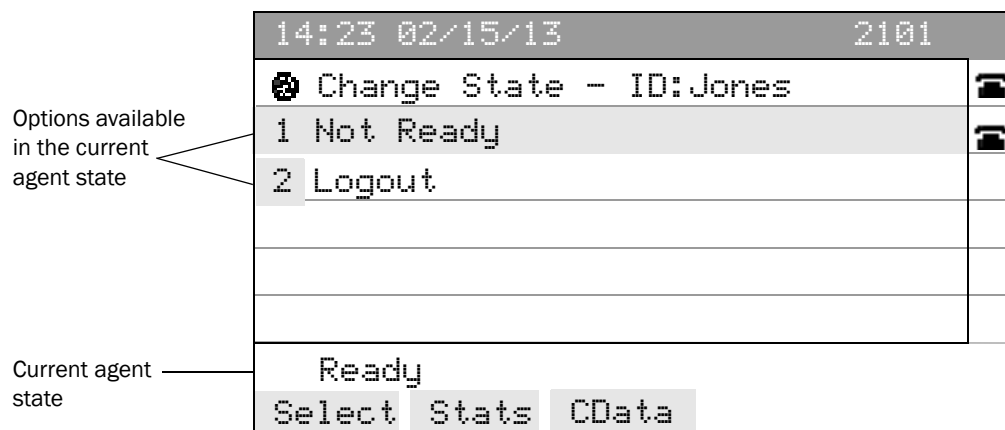 14:23 02/15/13 2101
Change State - ID:Jones
Options available
in the current
agent state
1 Not Ready
2 Logout
Current agent
state
Ready
Select Stats CData